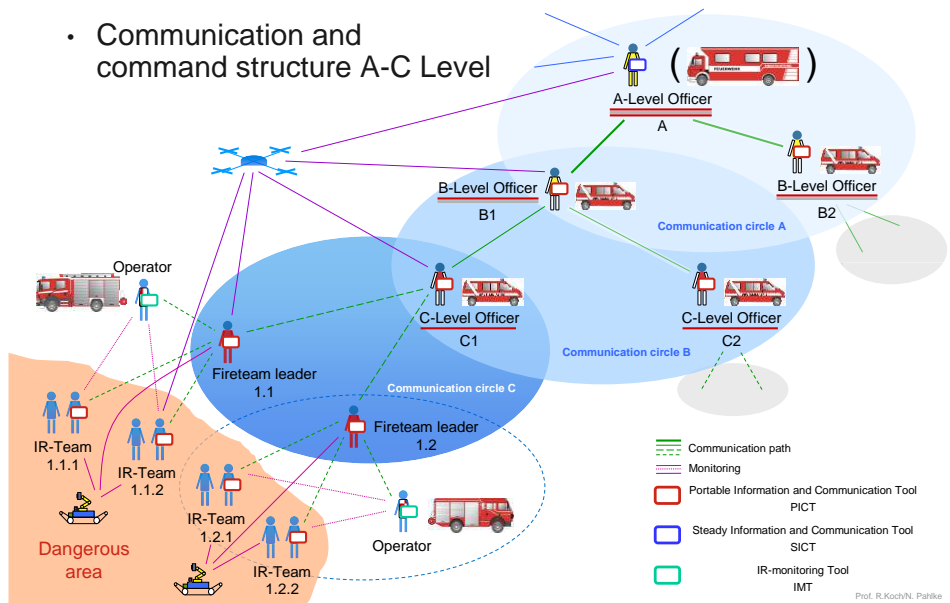 • Communication and
command structure A-C Level
FEUERWEHR
( )
A-Level Officer
A
B-Level Officer
B1
B-Level Officer
B2
Communication circle A
Operator
C-Level Officer
C1
C-Level Officer
C2
Communication circle B
Fireteam leader
1.1
Communication circle C
Fireteam leader
1.2
IR-Team
1.1.1
IR-Team
1.1.2
IR-Team
1.2.1
IR-Team
1.2.2
Operator
Dangerous
area
Communication path
Monitoring
Portable Information and Communication Tool
PICT
Steady Information and Communication Tool
SICT
IR-monitoring Tool
IMT
Prof. R.Koch/N. Pahlke